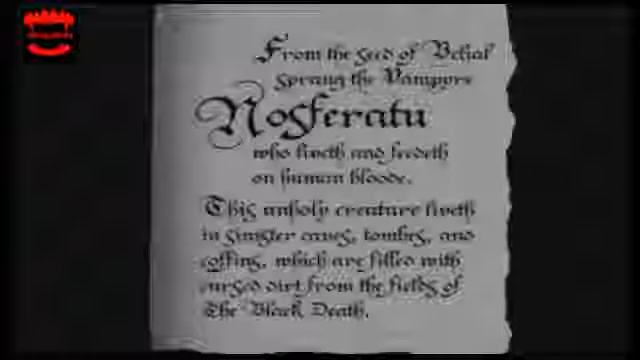 From the seed of Belial
sprang the Vampyre
Nosferatu
who liveth and feedeth
on human bloode.
This unholy creature liveth
in sinister caves, tombes, and
coffins, which are filled with
cursed dirt from the fields of
The Black Death.